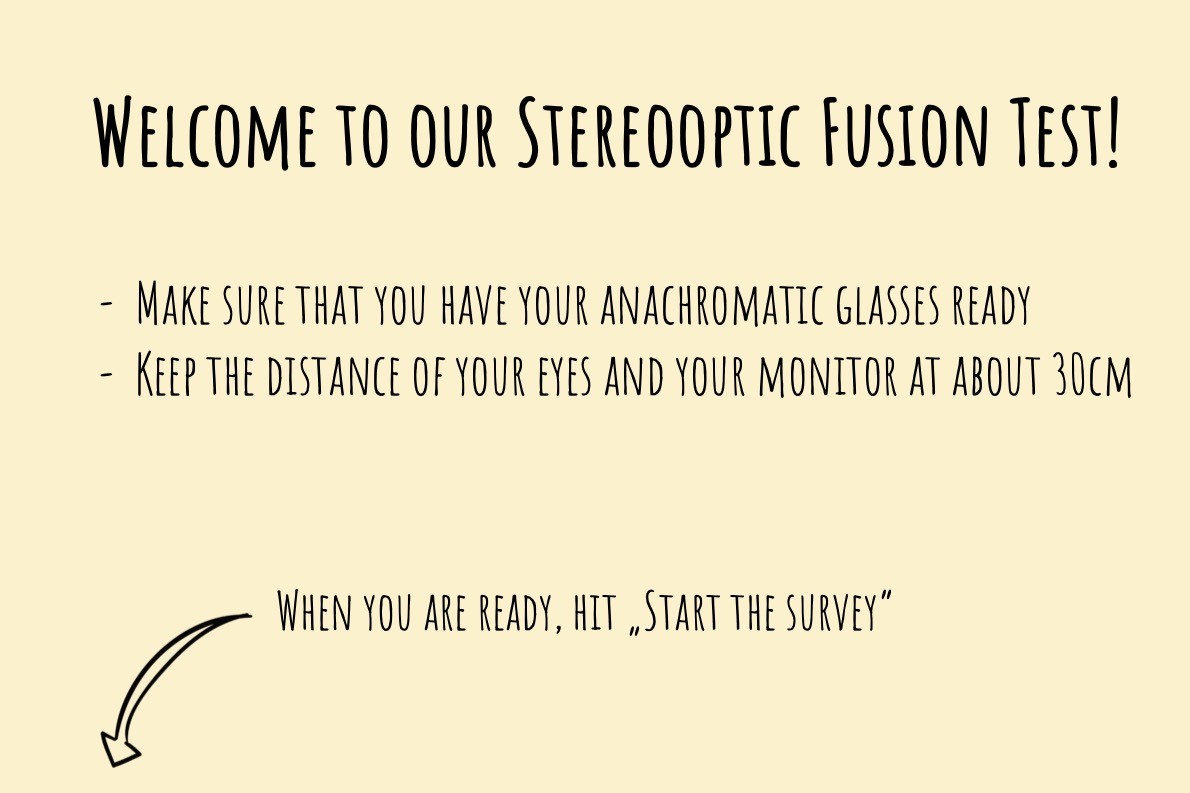 Welcome to our Stereooptic Fusion Test!
- Make sure that you have your anachromatic glasses ready
- Keep the distance of your eyes and your monitor at about 30cm
When you are ready, hit „Start the survey”